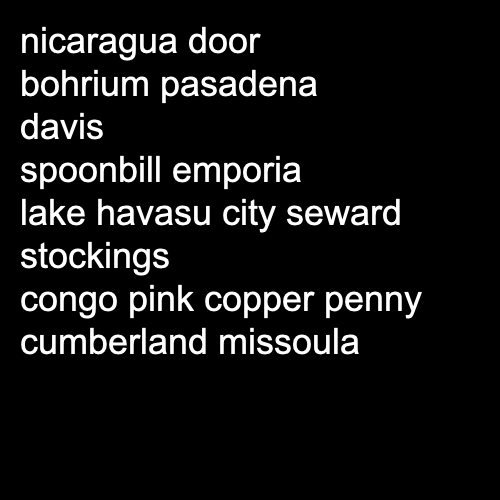 nicaragua door
bohrium pasadena
davis
spoonbill emporia
lake havasu city seward
stockings
congo pink copper penny
cumberland missoula